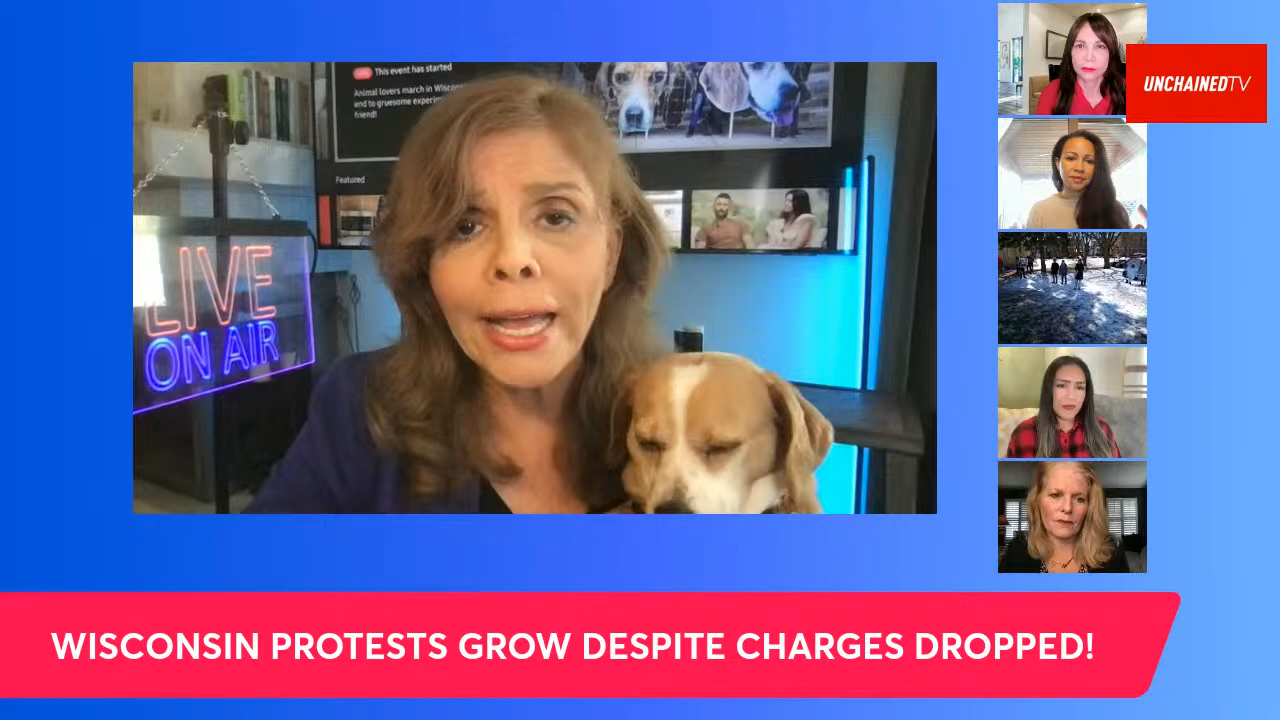 This event has started
Animal lovers march in Wiscon
end to gruesome experim
friend!
Featured
LIVE
ON AIR
UNCHAINEDTV
WISCONSIN PROTESTS GROW DESPITE CHARGES DROPPED!